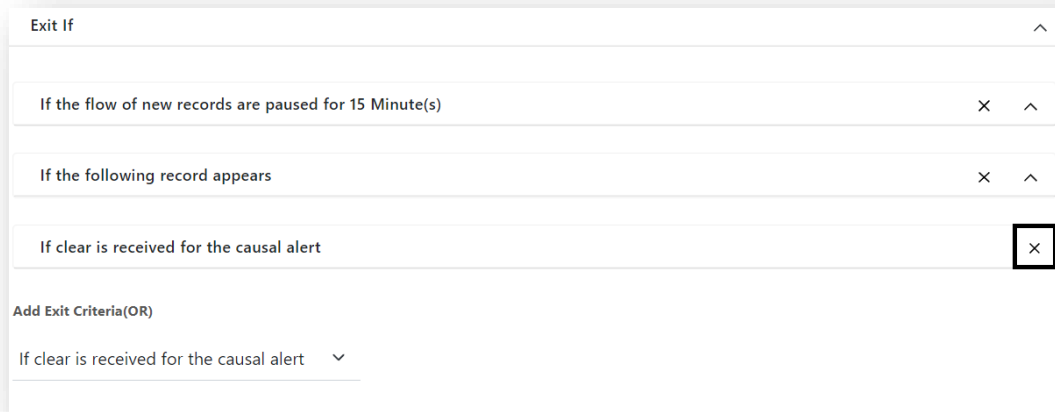 Exit If
If the flow of new records are paused for 15 Minute(s)
If the following record appears
If clear is received for the causal alert
Add Exit Criteria(OR)
If clear is received for the causal alert